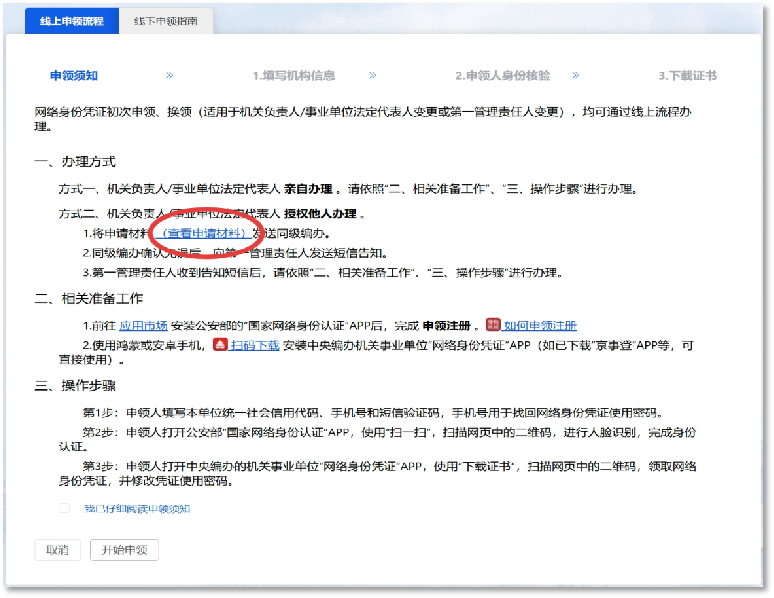 线上申领流程 线下申领指南
申领须知 » 1.填写机构信息 » 2.申领人身份核验 » 3.下载证书
网络身份凭证初次申领、换领（适用于机关负责人/事业单位法定代表人变更或第一管理责任人变更），均可通过线上流程办
理。
一、办理方式
方式一、机关负责人/事业单位法定代表人 亲自办理 。请依照“二、相关准备工作”、“三、操作步骤”进行办理。
方式二、机关负责人/事业单位法定代表人 授权他人办理 。
1.将申请材料（查看申请材料）发送同级编办。
2.同级编办确认无误后，向第一管理责任人发送短信告知。
3.第一管理责任人收到告知短信后，请依照“二、相关准备工作”、“三、操作步骤”进行办理。
二、相关准备工作
1.前往 应用市场 安装公安部的“国家网络身份认证”APP后，完成 申领注册 。 如何申领注册
2.使用鸿蒙或安卓手机， 扫码下载 安装中央编办机关事业单位“网络身份凭证”APP（如已下载“京事登”APP等，可
直接使用）。
三、操作步骤
第1步：申领人填写本单位统一社会信用代码、手机号和短信验证码，手机号用于找回网络身份凭证使用密码。
第2步：申领人打开公安部“国家网络身份认证”APP，使用“扫一扫”，扫描网页中的二维码，进行人脸识别，完成身份
认证。
第3步：申领人打开中央编办的机关事业单位“网络身份凭证”APP，使用“下载证书”，扫描网页中的二维码，领取网络
身份凭证，并修改凭证使用密码。
我已仔细阅读申领须知
取消 开始申领